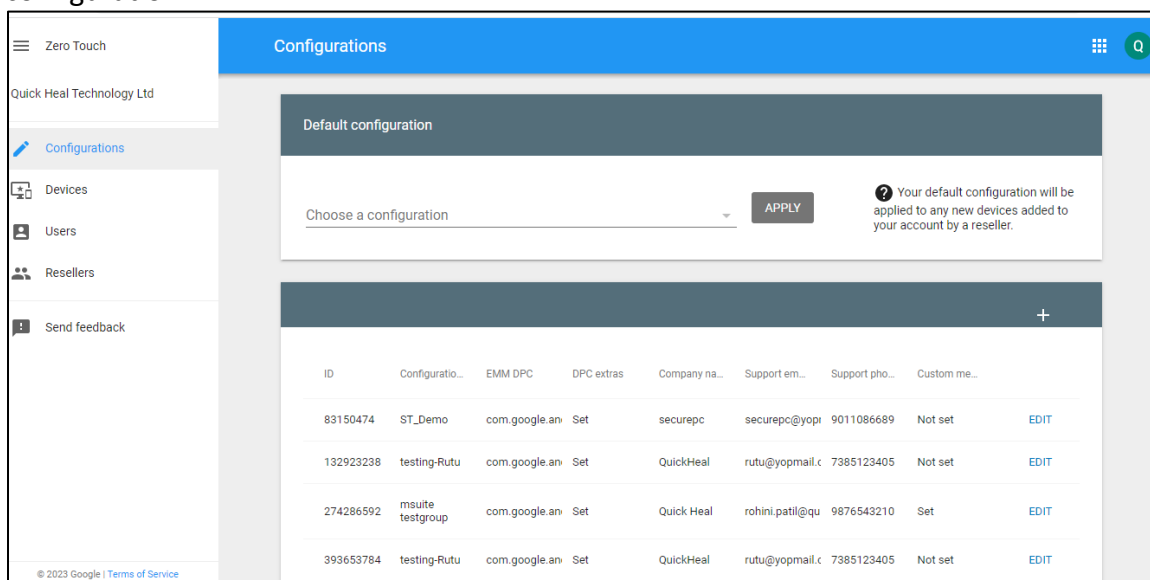 Zero Touch
Configurations
Q
Quick Heal Technology Ltd
Configurations
Devices
Users
Resellers
Send feedback
© 2023 Google | Terms of Service
Default configuration
Choose a configuration
APPLY
? Your default configuration will be
applied to any new devices added to
your account by a reseller.
+
ID Configuratio... EMM DPC DPC extras Company na... Support em... Support pho... Custom me...
83150474 ST_Demo com.google.an Set securepc securepc@yop 9011086689 Not set EDIT
132923238 testing-Rutu com.google.an Set QuickHeal rutu@yopmail.c 7385123405 Not set EDIT
274286592 msuite testgroup com.google.an Set Quick Heal rohini.patil@qu 9876543210 Set EDIT
393653784 testing-Rutu com.google.an Set QuickHeal rutu@yopmail.c 7385123405 Not set EDIT